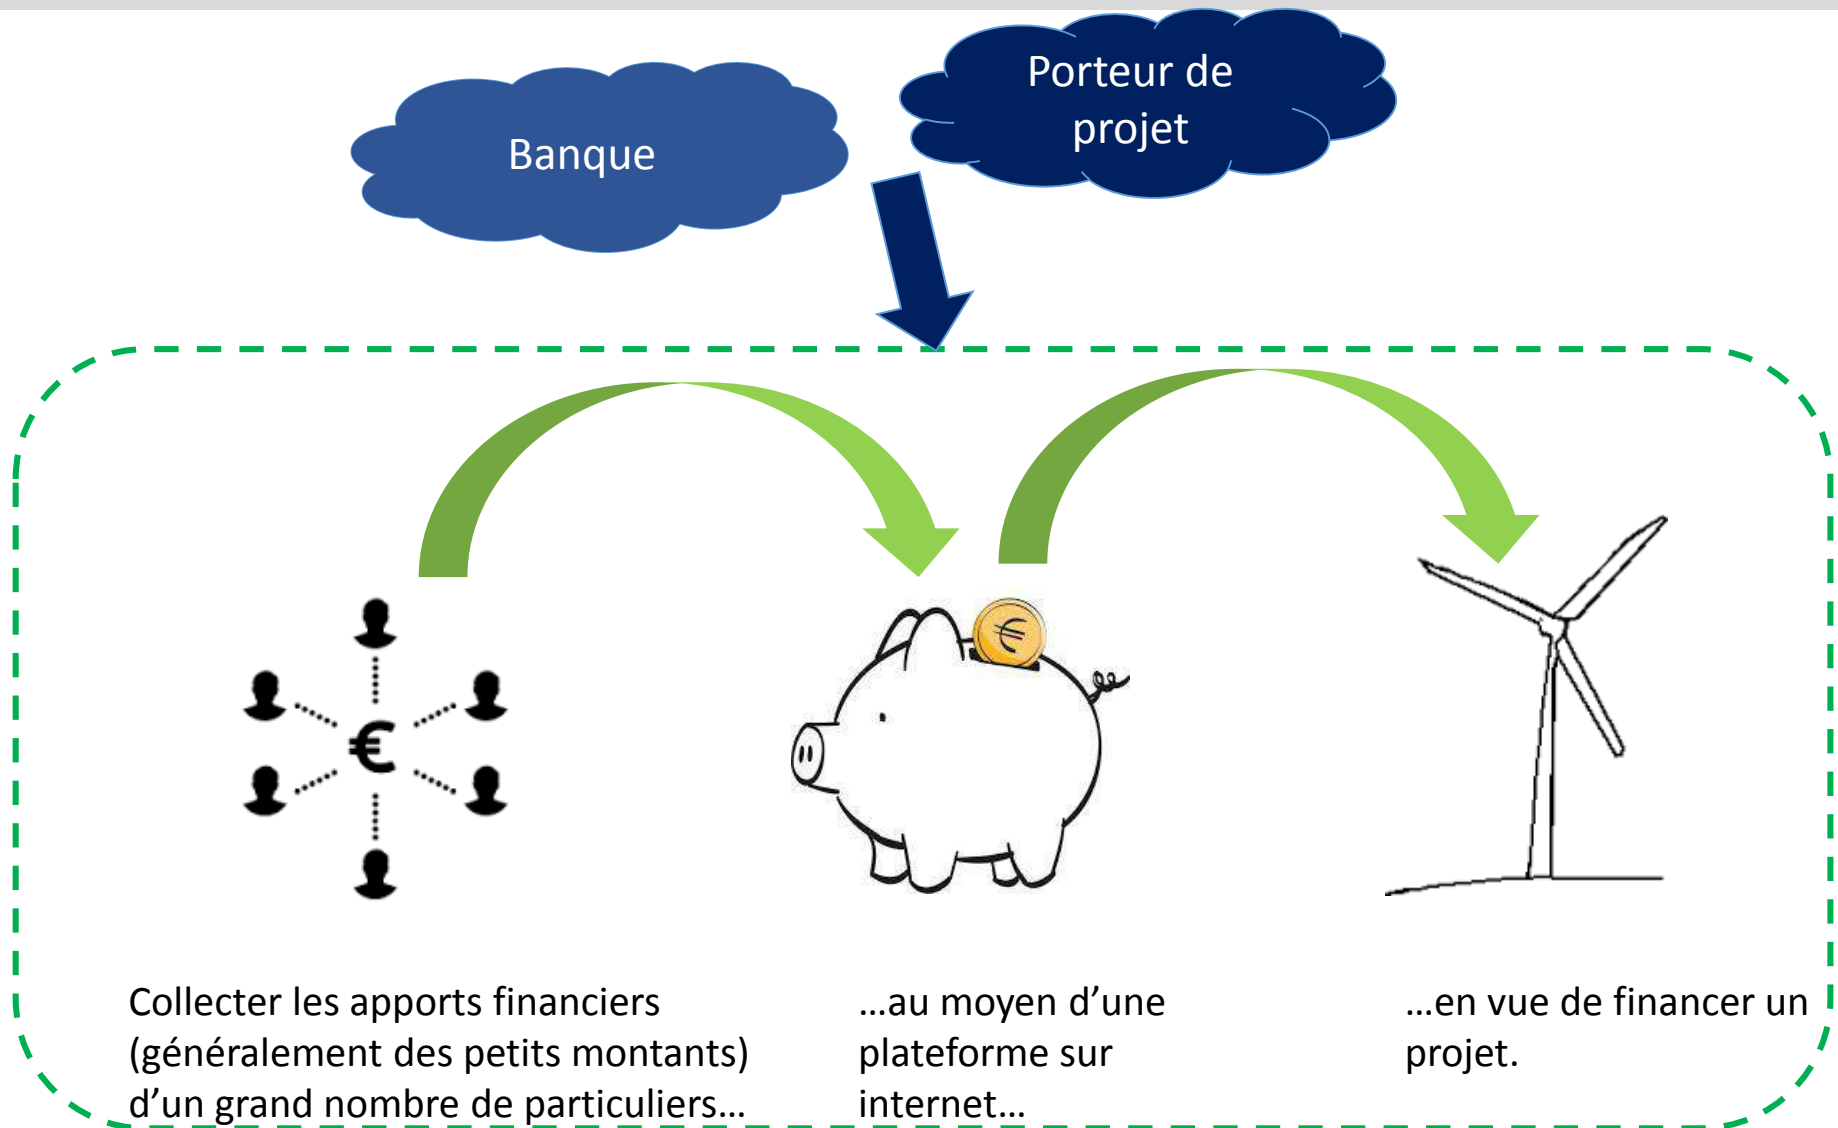 Banque
Porteur de
projet
€
€
Collecter les apports financiers
(généralement des petits montants)
d’un grand nombre de particuliers…
…au moyen d’une
plateforme sur
internet…
…en vue de financer un
projet.